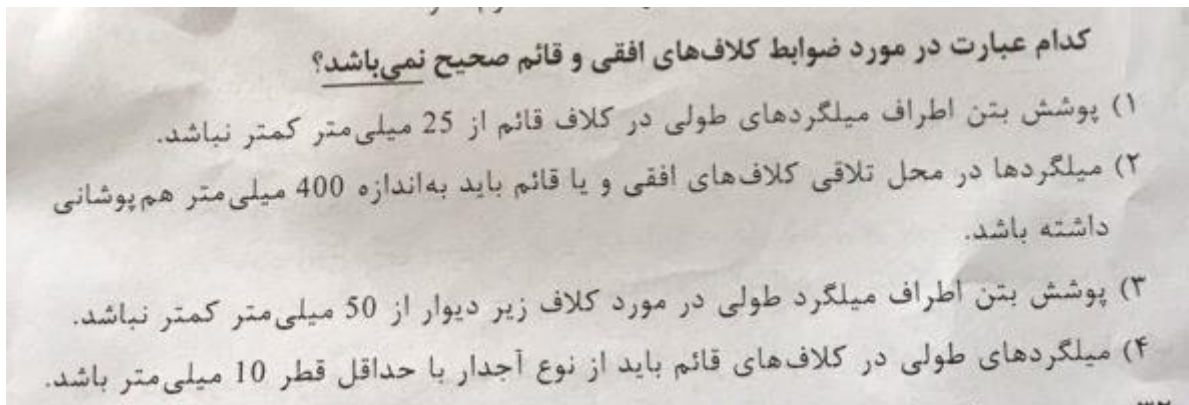 کدام عبارت در مورد ضوابط کلاف‌های افقی و قائم صحیح نمی‌باشد؟
۱) پوشش بتن اطراف میلگردهای طولی در کلاف قائم از 25 میلی‌متر کمتر نباشد.
۲) میلگردها در محل تلاقی کلاف‌های افقی و یا قائم باید به‌اندازه 400 میلی‌متر هم‌پوشانی
داشته باشد.
۳) پوشش بتن اطراف میلگرد طولی در مورد کلاف زیر دیوار از 50 میلی‌متر کمتر نباشد.
۴) میلگردهای طولی در کلاف‌های قائم باید از نوع آجدار با حداقل قطر 10 میلی‌متر باشد.